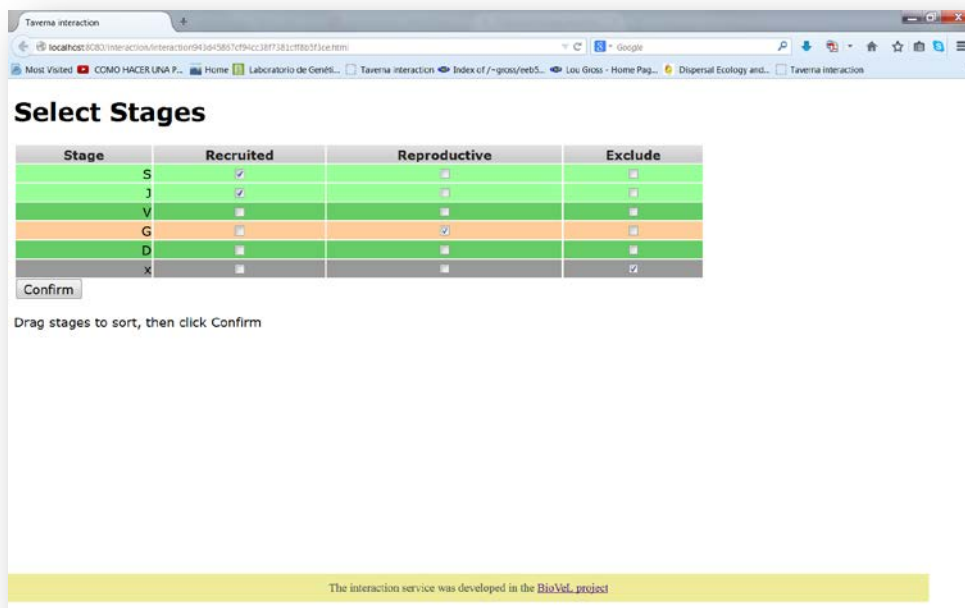 Taverna interaction
localhost:8080/interaction/interaction943d45867cf94cc38f7381cff8b5f3ce.html Google
Most Visited COMO HACER UNA P... Home Laboratorio de Genéti... Taverna interaction Index of /~gross/eeb5... Lou Gross - Home Pag... Dispersal Ecology and... Taverna interaction
Select Stages
Stage Recruited Reproductive Exclude
S
J
V
G
D
x
Confirm
Drag stages to sort, then click Confirm
The interaction service was developed in the BioVeL project